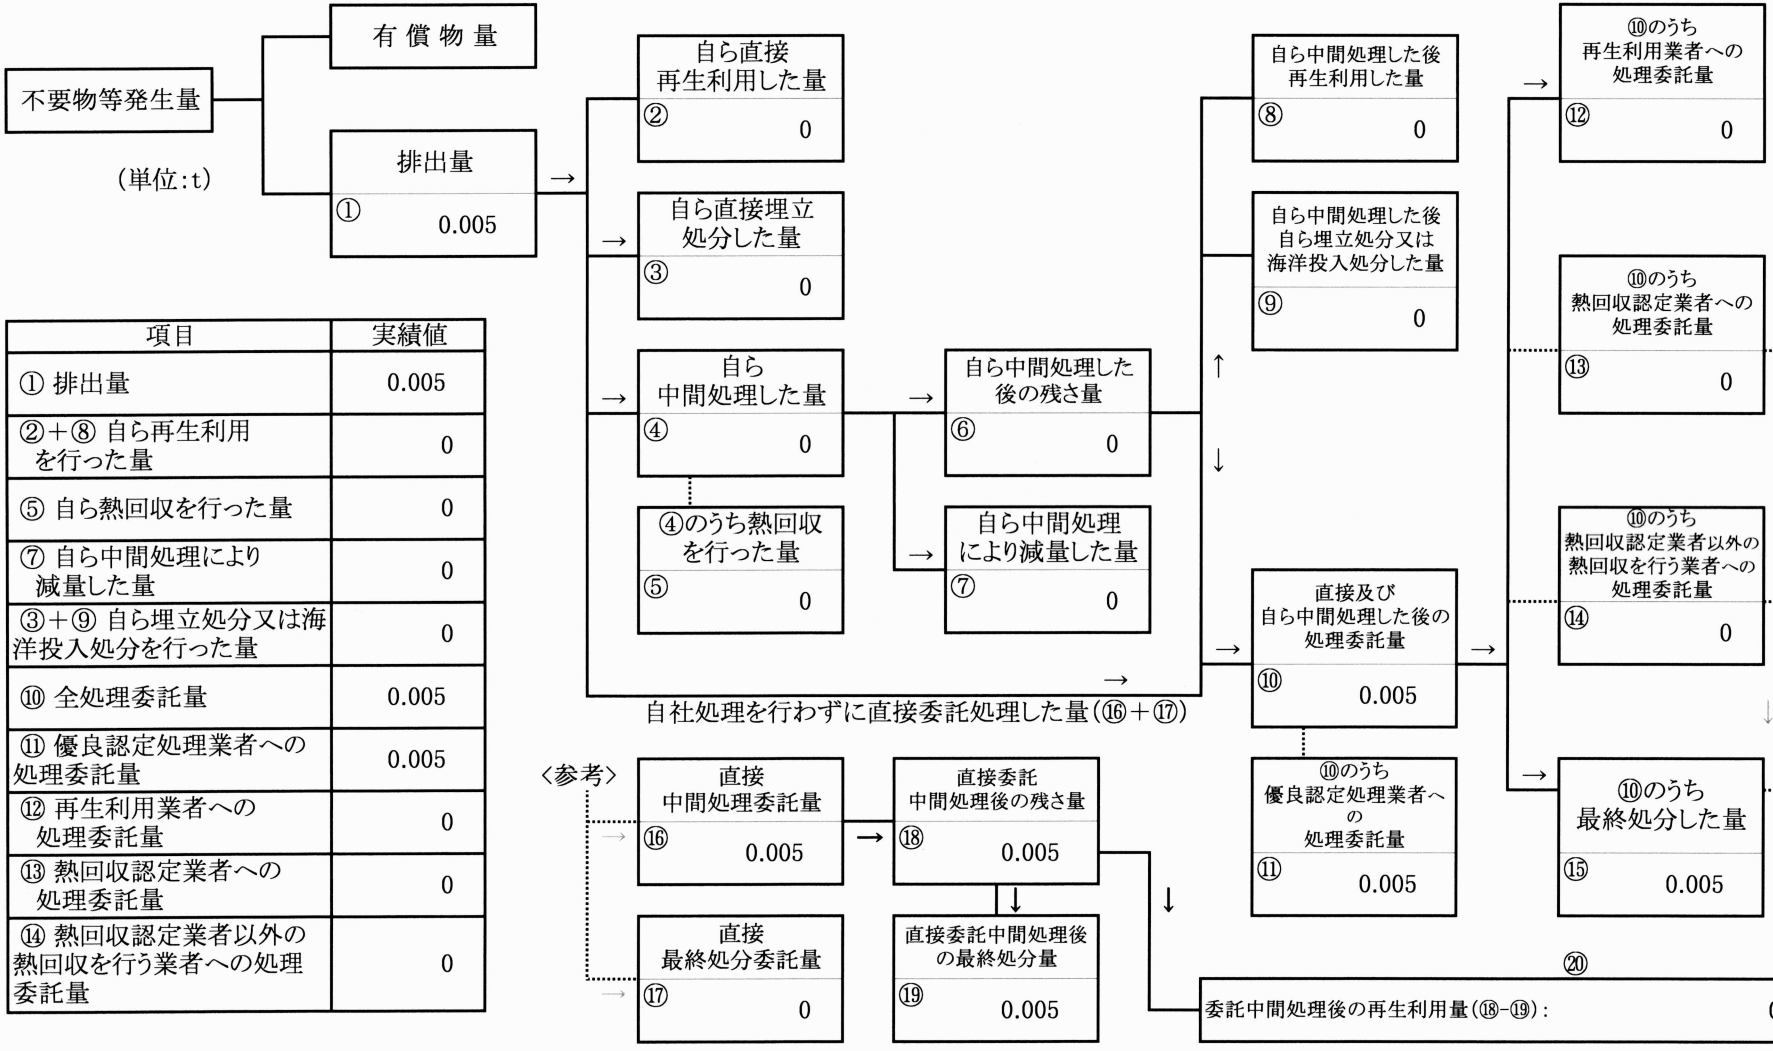 有 償 物 量
不要物等発生量
(単位:t)
排出量
①
0.005
→
自ら直接
再生利用した量
②
0
→
自ら直接埋立
処分した量
③
0
→
自ら
中間処理した量
④
0
④のうち熱回収
を行った量
⑤
0
→
自ら中間処理した
後の残さ量
⑥
0
→
自ら中間処理
により減量した量
⑦
0
↑
↓
自ら中間処理した後
再生利用した量
⑧
0
自ら中間処理した後
自ら埋立処分又は
海洋投入処分した量
⑨
0
→
自社処理を行わずに直接委託処理した量(⑯+⑰)
→
直接及び
自ら中間処理した後の
処理委託量
⑩
0.005
→
⑩のうち
優良認定処理業者へ
の
処理委託量
⑪
0.005
→
⑩のうち
再生利用業者への
処理委託量
⑫
0
⑩のうち
熱回収認定業者への
処理委託量
⑬
0
⑩のうち
熱回収認定業者以外の
熱回収を行う業者への
処理委託量
⑭
0
↓
→
⑩のうち
最終処分した量
⑮
0.005
項目 実績値
① 排出量 0.005
②+⑧ 自ら再生利用
を行った量 0
⑤ 自ら熱回収を行った量 0
⑦ 自ら中間処理により
減量した量 0
③+⑨ 自ら埋立処分又は海
洋投入処分を行った量 0
⑩ 全処理委託量 0.005
⑪ 優良認定処理業者への
処理委託量 0.005
⑫ 再生利用業者への
処理委託量 0
⑬ 熱回収認定業者への
処理委託量 0
⑭ 熱回収認定業者以外の
熱回収を行う業者への処理
委託量 0
〈参考〉
→
直接
中間処理委託量
⑯
0.005
→
直接委託
中間処理後の残さ量
⑱
0.005
→
直接
最終処分委託量
⑰
0
↓
直接委託中間処理後
の最終処分量
⑲
0.005
↓
⑳
委託中間処理後の再生利用量(⑱-⑲):